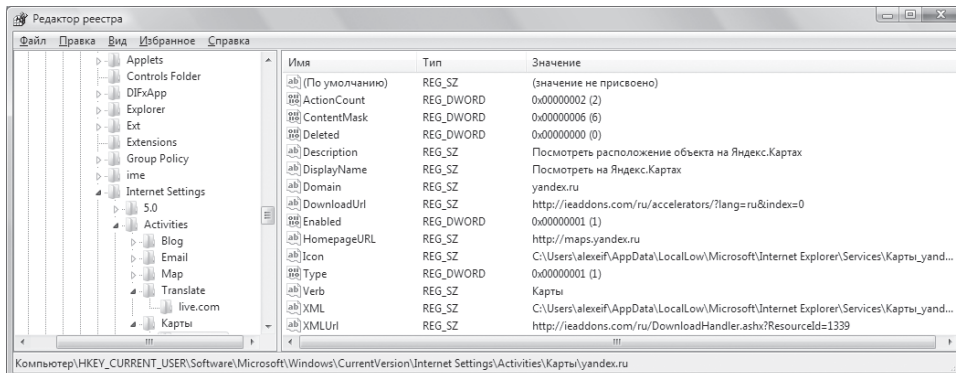 Редактор реестра
Файл Правка Вид Избранное Справка
Applets
Controls Folder
DIFxApp
Explorer
Ext
Extensions
Group Policy
ime
Internet Settings
5.0
Activities
Blog
Email
Map
Translate
live.com
Карты
Имя Тип Значение
(По умолчанию) REG_SZ (значение не присвоено)
ActionCount REG_DWORD 0x00000002 (2)
ContentMask REG_DWORD 0x00000006 (6)
Deleted REG_DWORD 0x00000000 (0)
Description REG_SZ Посмотреть расположение объекта на Яндекс.Картах
DisplayName REG_SZ Посмотреть на Яндекс.Картах
Domain REG_SZ yandex.ru
DownloadUrl REG_SZ http://ieaddons.com/ru/accelerators/?lang=ru&index=0
Enabled REG_DWORD 0x00000001 (1)
HomepageURL REG_SZ http://maps.yandex.ru
Icon REG_SZ C:\Users\alexeif\AppData\LocalLow\Microsoft\Internet Explorer\Services\Карты_yand...
Type REG_DWORD 0x00000001 (1)
Verb REG_SZ Карты
XML REG_SZ C:\Users\alexeif\AppData\LocalLow\Microsoft\Internet Explorer\Services\Карты_yand...
XMLUrl REG_SZ http://ieaddons.com/ru/DownloadHandler.ashx?ResourceId=1339
Компьютер\HKEY_CURRENT_USER\Software\Microsoft\Windows\CurrentVersion\Internet Settings\Activities\Карты\yandex.ru